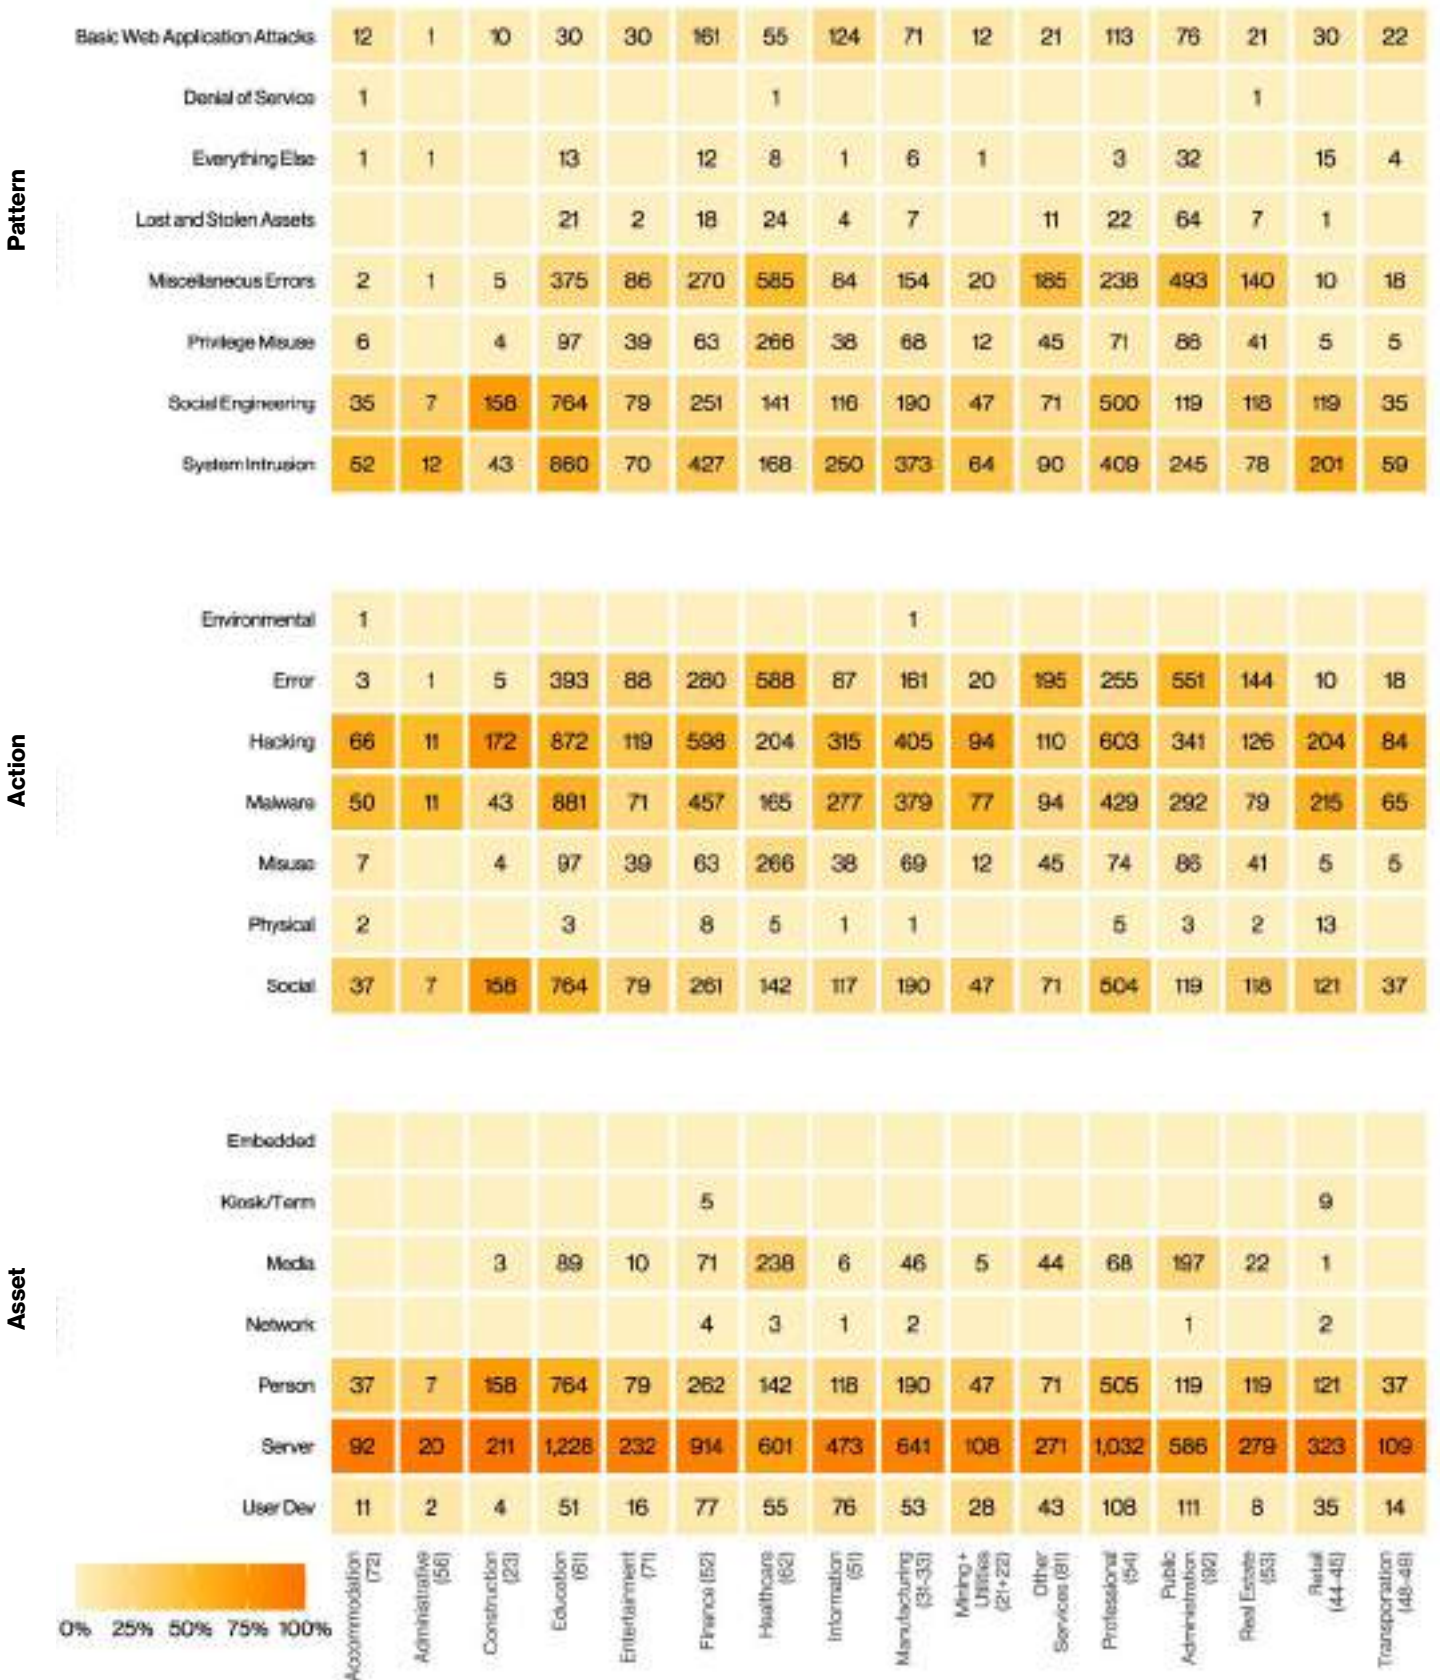 Pattern
Basic Web Application Attacks 12 1 10 30 30 161 55 124 71 12 21 113 76 21 30 22
Denial of Service 1 1 1
Everything Else 1 1 13 12 8 1 6 1 3 32 15 4
Lost and Stolen Assets 21 2 18 24 4 7 11 22 64 7 1
Miscellaneous Errors 2 1 5 375 86 270 585 84 154 20 185 238 493 140 10 18
Privilege Misuse 6 4 97 39 63 266 38 68 12 45 71 86 41 5 5
Social Engineering 35 7 158 764 79 251 141 116 190 47 71 500 119 118 119 35
System Intrusion 52 12 43 860 70 427 168 250 373 64 90 409 245 78 201 59
Action
Environmental 1 1
Error 3 1 5 393 88 280 588 87 161 20 195 255 551 144 10 18
Hacking 66 11 172 872 119 598 204 315 405 94 110 603 341 126 204 84
Malware 50 11 43 881 71 457 165 277 379 77 94 429 292 79 215 65
Misuse 7 4 97 39 63 266 38 69 12 45 74 86 41 5 5
Physical 2 3 8 5 1 1 5 3 2 13
Social 37 7 158 764 79 261 142 117 190 47 71 504 119 118 121 37
Asset
Embedded
Kiosk/Term 5 9
Media 3 89 10 71 238 6 46 5 44 68 197 22 1
Network 4 3 1 2 1 2
Person 37 7 158 764 79 262 142 118 190 47 71 505 119 119 121 37
Server 92 20 211 1,228 232 914 601 473 641 108 271 1,032 586 279 323 109
User Dev 11 2 4 51 16 77 55 76 53 28 43 108 111 8 35 14
0% 25% 50% 75% 100%
Accommodation (72)
Administrative (56)
Construction (23)
Education (61)
Entertainment (71)
Finance (52)
Healthcare (62)
Information (51)
Manufacturing (31-33)
Mining + Utilities (21+22)
Other Services (81)
Professional (54)
Public Administration (92)
Real Estate (53)
Retail (44-45)
Transportation (48-49)